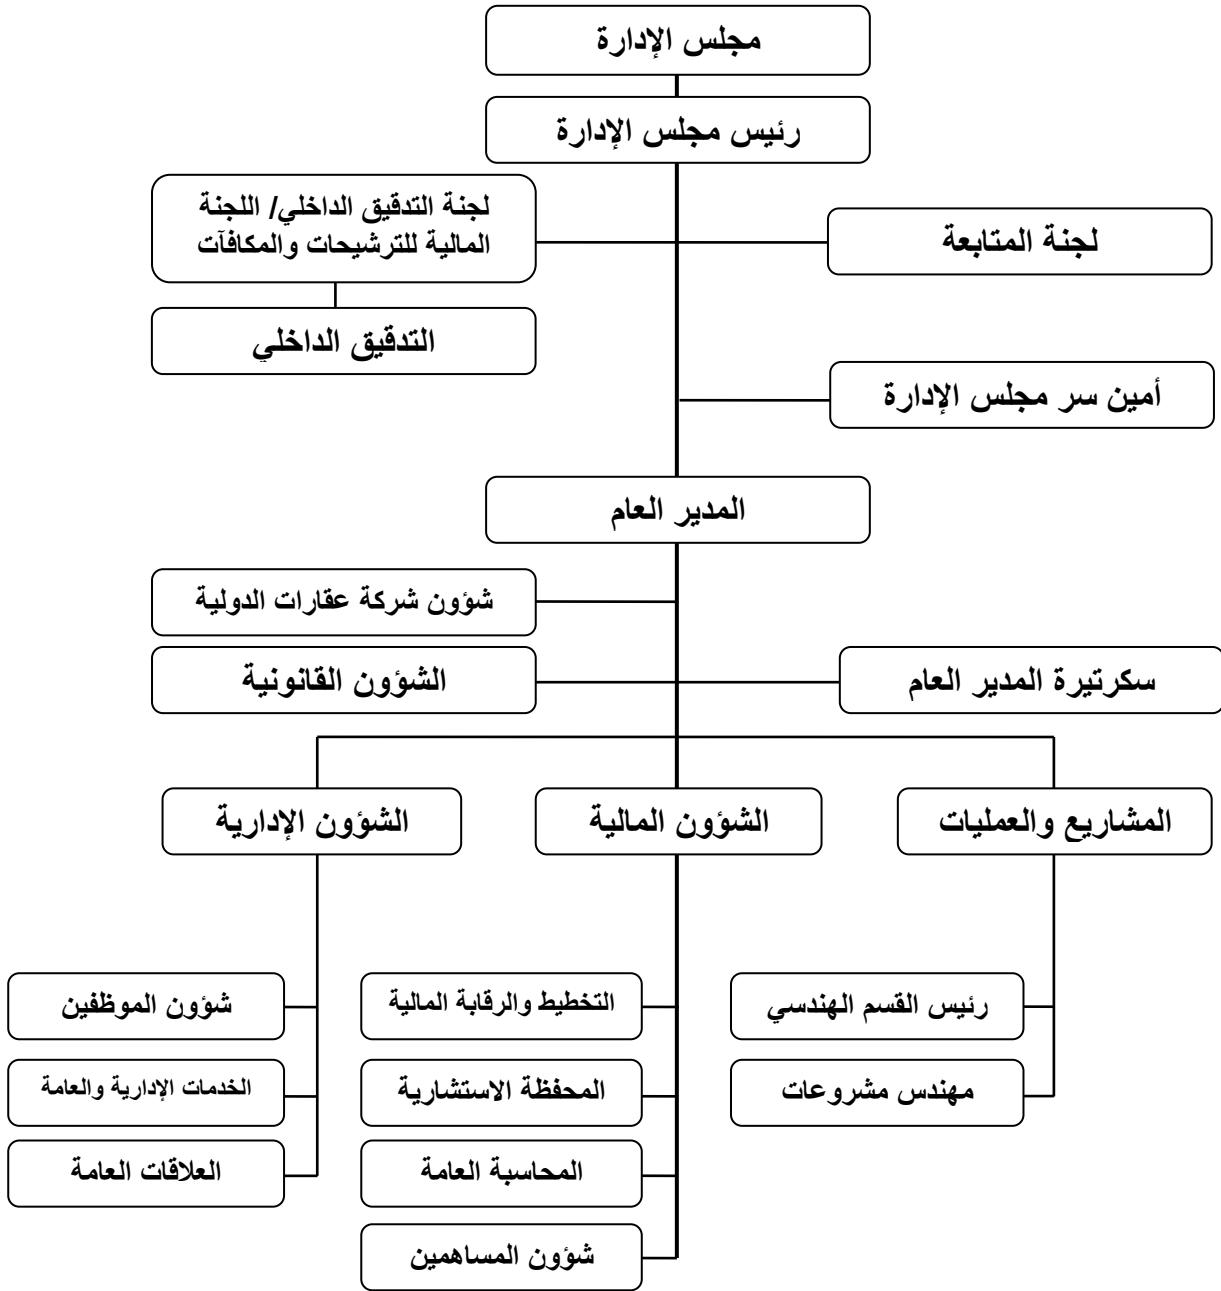 مجلس الإدارة
رئيس مجلس الإدارة
لجنة التدقيق الداخلي/ اللجنة
المالية للترشيحات والمكافآت
لجنة المتابعة
التدقيق الداخلي
أمين سر مجلس الإدارة
المدير العام
شؤون شركة عقارات الدولية
الشؤون القانونية
سكرتيرة المدير العام
المشاريع والعمليات
الشؤون المالية
الشؤون الإدارية
رئيس القسم الهندسي
التخطيط والرقابة المالية
شؤون الموظفين
مهندس مشروعات
المحفظة الاستشارية
الخدمات الإدارية والعامة
المحاسبة العامة
العلاقات العامة
شؤون المساهمين